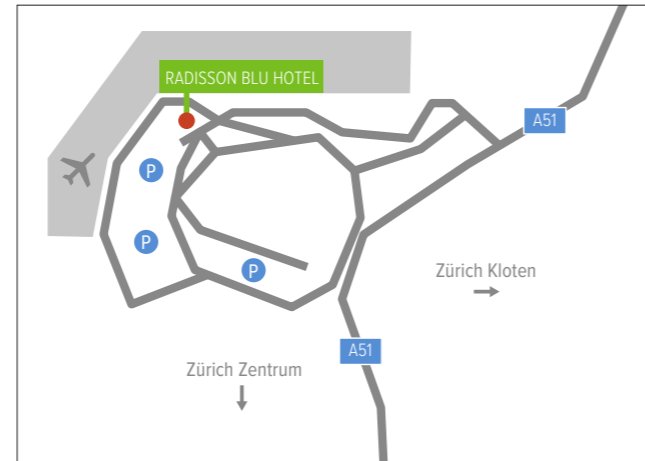 RADISSON BLU HOTEL
A51
P
P
P
Zürich Kloten
A51
Zürich Zentrum